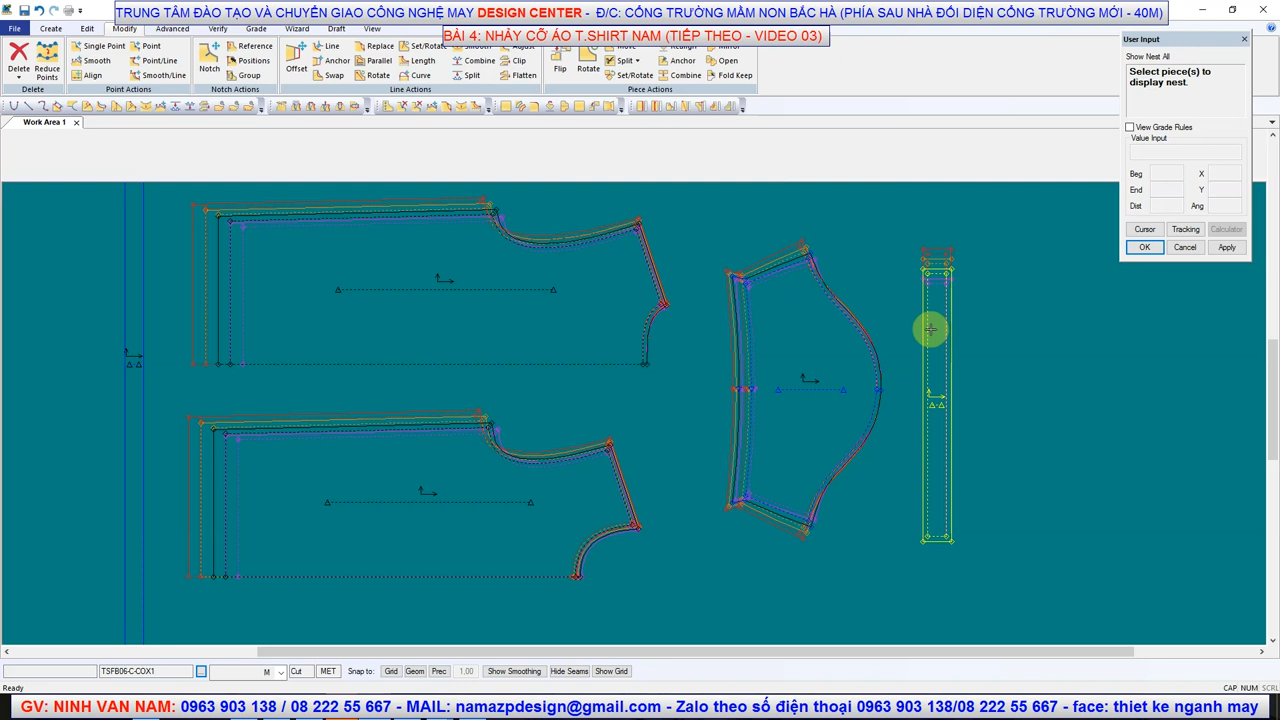 TRUNG TÂM ĐÀO TẠO VÀ CHUYỂN GIAO CÔNG NGHỆ MAY DESIGN CENTER - Đ/C: CỔNG TRƯỜNG MẦM NON BẮC HÀ (PHÍA SAU NHÀ ĐỐI DIỆN CỔNG TRƯỜNG MỚI - 40M)
File Create Edit Modify Advanced Verify Grade Wizard Draft View
BÀI 4: NHẢY CỠ ÁO T.SHIRT NAM (TIẾP THEO - VIDEO 03)
Single Point Point Reference Line Rotate Set/Rotate Mirror
Smooth Line Positions Anchor Parallel Length Combine Clip Split Anchor Open
Align Smooth/Line Group Swap Rotate Split Flatten Set/Rotate Combine Fold Keep
Delete Reduce Points Notch Offset Flip Rotate
Delete Point Actions Notch Actions Line Actions Piece Actions
Work Area 1
User Input
Show Nest All
Select piece(s) to
display nest.
View Grade Rules
Value Input
Beg X
End Y
Dist Ang
Cursor Tracking Calculator
OK Cancel Apply
TSFB06-C-COX1 ... M Cut MET Snap to: Grid Geom Prec 1,00 Show Smoothing Hide Seams Show Grid
Ready CAP NUM SCRL
GV: NINH VAN NAM: 0963 903 138 / 08 222 55 667 - MAIL: namazpdesign@gmail.com - Zalo theo số điện thoại 0963 903 138/08 222 55 667 - face: thiet ke nganh may